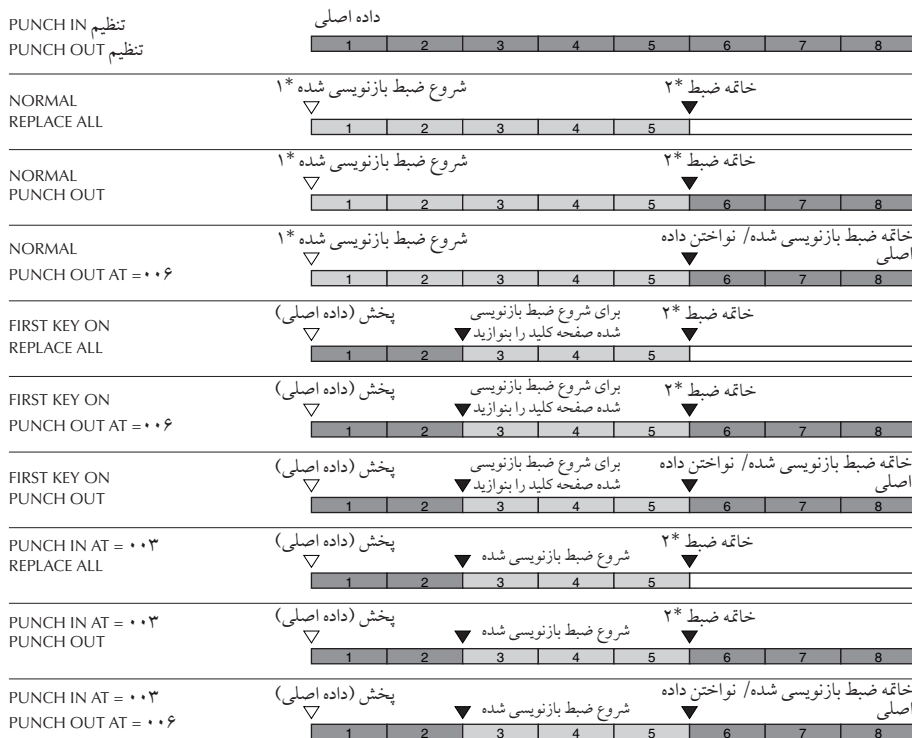 تنظیم PUNCH IN
تنظیم PUNCH OUT
داده اصلی
1 2 3 4 5 6 7 8
NORMAL
REPLACE ALL
شروع ضبط بازنویسی شده *۱
خاتمه ضبط *۲
1 2 3 4 5
NORMAL
PUNCH OUT
شروع ضبط بازنویسی شده *۱
خاتمه ضبط *۲
1 2 3 4 5 6 7 8
NORMAL
PUNCH OUT AT =۰۰۶
شروع ضبط بازنویسی شده *۱
خاتمه ضبط بازنویسی شده/ نواختن داده
اصلی
1 2 3 4 5 6 7 8
FIRST KEY ON
REPLACE ALL
پخش (داده اصلی)
برای شروع ضبط بازنویسی
شده صفحه کلید را بنوازید
خاتمه ضبط *۲
1 2 3 4 5
FIRST KEY ON
PUNCH OUT AT =۰۰۶
پخش (داده اصلی)
برای شروع ضبط بازنویسی
شده صفحه کلید را بنوازید
خاتمه ضبط *۲
1 2 3 4 5 6 7 8
FIRST KEY ON
PUNCH OUT
پخش (داده اصلی)
برای شروع ضبط بازنویسی
شده صفحه کلید را بنوازید
خاتمه ضبط بازنویسی شده/ نواختن داده
اصلی
1 2 3 4 5 6 7 8
PUNCH IN AT = ۰۰۳
REPLACE ALL
پخش (داده اصلی)
شروع ضبط بازنویسی شده
خاتمه ضبط *۲
1 2 3 4 5
PUNCH IN AT = ۰۰۳
PUNCH OUT
پخش (داده اصلی)
شروع ضبط بازنویسی شده
خاتمه ضبط *۲
1 2 3 4 5 6 7 8
PUNCH IN AT = ۰۰۳
PUNCH OUT AT =۰۰۶
پخش (داده اصلی)
شروع ضبط بازنویسی شده
خاتمه ضبط بازنویسی شده/ نواختن داده
اصلی
1 2 3 4 5 6 7 8